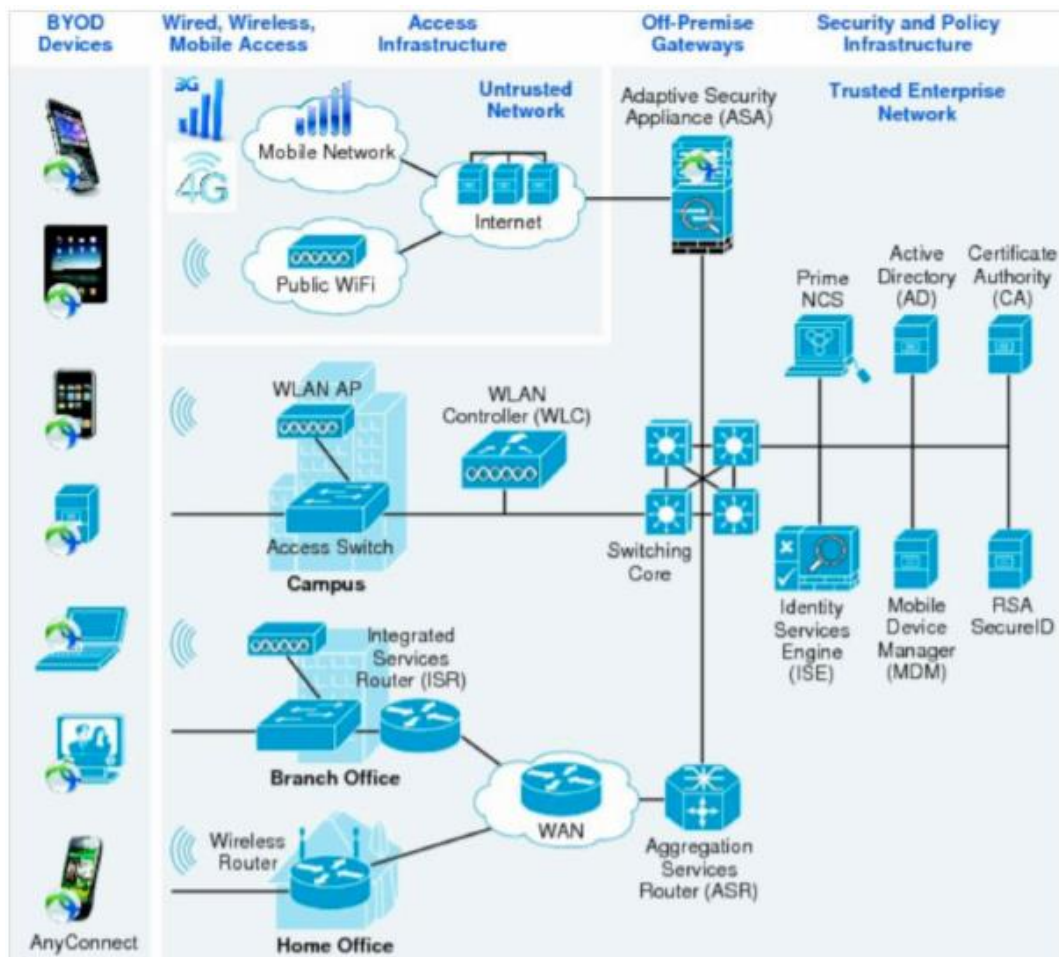 BYOD
Devices
Wired, Wireless,
Mobile Access
Access
Infrastructure
Off-Premise
Gateways
Security and Policy
Infrastructure
3G
4G
Mobile Network
Untrusted
Network
Internet
Public WiFi
Adaptive Security
Appliance (ASA)
Trusted Enterprise
Network
Prime
NCS
Active
Directory
(AD)
Certificate
Authority
(CA)
WLAN AP
WLAN
Controller (WLC)
Access Switch
Campus
Switching
Core
Identity
Services
Engine
(ISE)
Mobile
Device
Manager
(MDM)
RSA
SecureID
Integrated
Services
Router (ISR)
Branch Office
WAN
Wireless
Router
Home Office
Aggregation
Services
Router (ASR)
AnyConnect